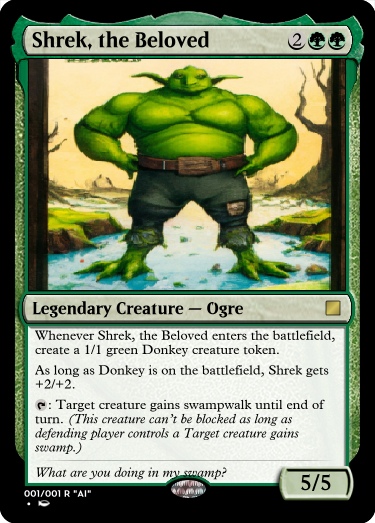 Shrek, the Beloved 2
Legendary Creature — Ogre
Whenever Shrek, the Beloved enters the battlefield,
create a 1/1 green Donkey creature token.
As long as Donkey is on the battlefield, Shrek gets
+2/+2.
: Target creature gains swampwalk until end of
turn. (This creature can't be blocked as long as
defending player controls a Target creature gains
swamp.)
What are you doing in my swamp?
5/5
001/001 R "AI"